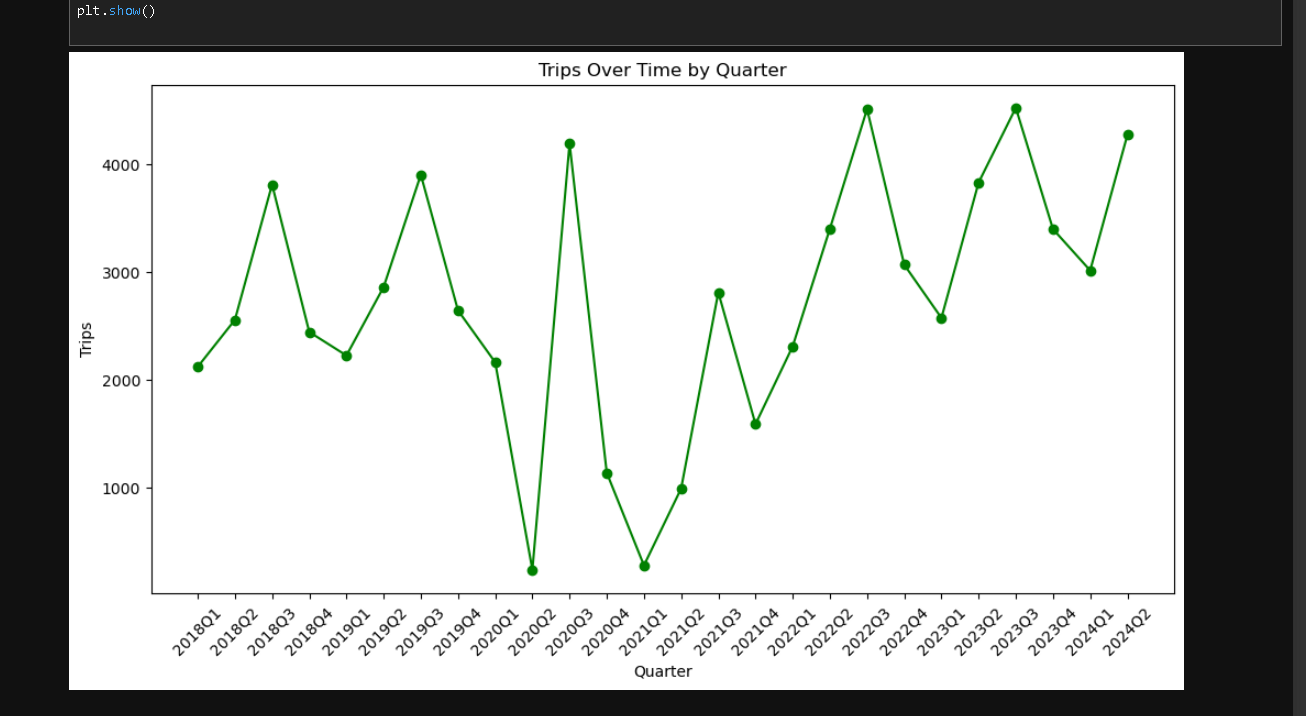 plt.show()
Trips Over Time by Quarter
4000
3000
2000
1000
Trips
2018Q1
2018Q2
2018Q3
2018Q4
2019Q1
2019Q2
2019Q3
2019Q4
2020Q1
2020Q2
2020Q3
2020Q4
2021Q1
2021Q2
2021Q3
2021Q4
2022Q1
2022Q2
2022Q3
2022Q4
2023Q1
2023Q2
2023Q3
2023Q4
2024Q1
2024Q2
Quarter